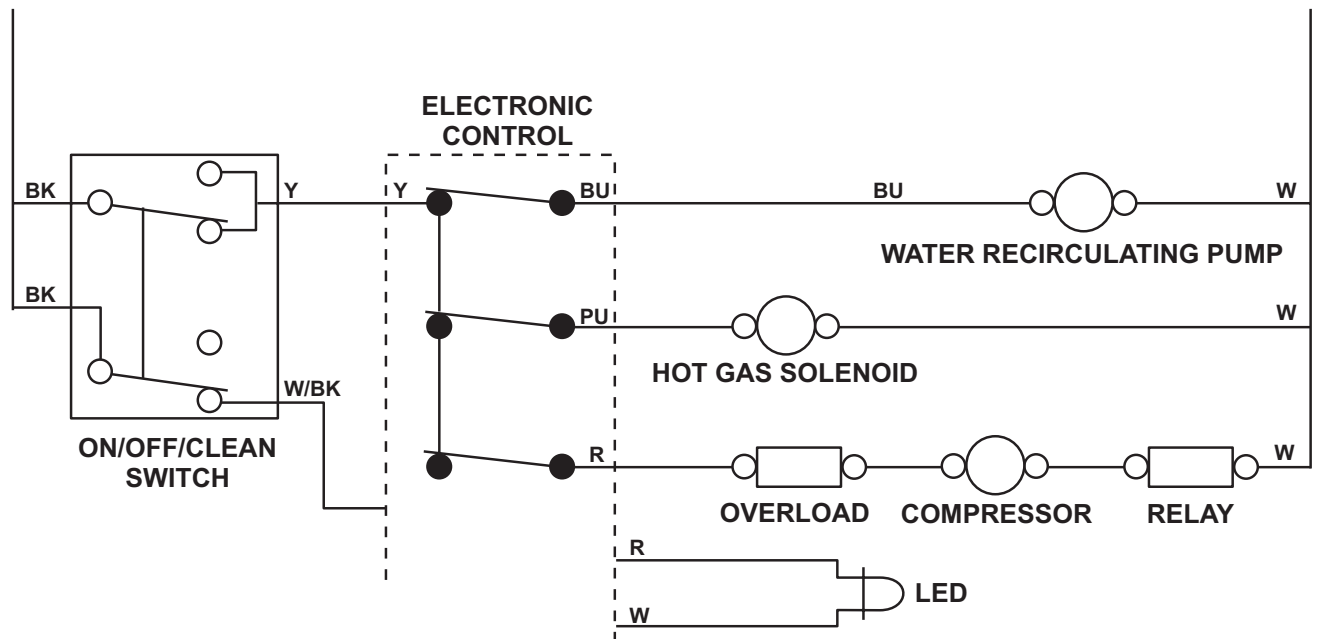 ELECTRONIC
CONTROL
BK
Y
Y
BU
BU
W
WATER RECIRCULATING PUMP
BK
PU
W
HOT GAS SOLENOID
W/BK
ON/OFF/CLEAN
SWITCH
R
W
OVERLOAD
COMPRESSOR
RELAY
R
LED
W